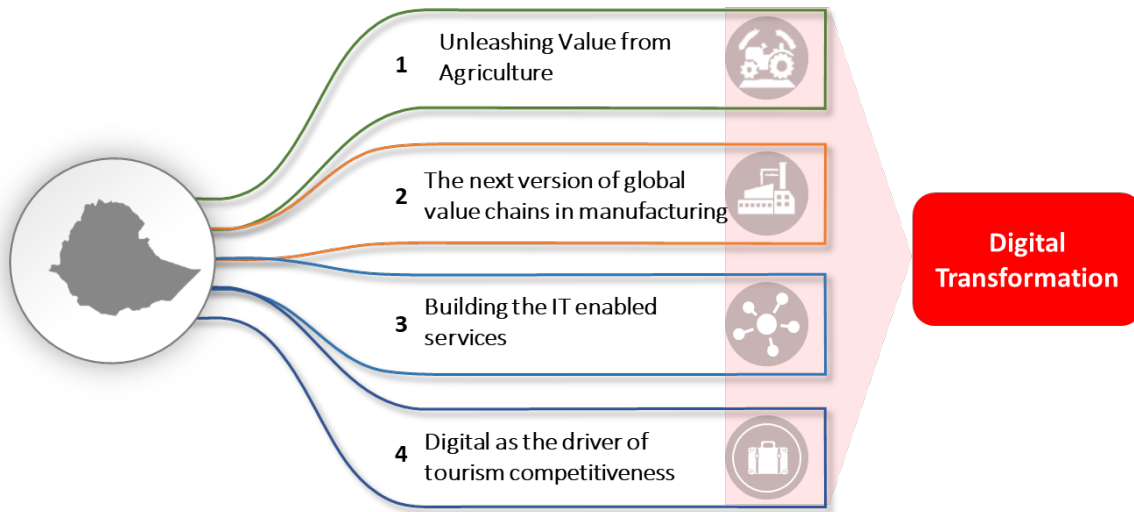 1
Unleashing Value from
Agriculture
2
The next version of global
value chains in manufacturing
3
Building the IT enabled
services
4
Digital as the driver of
tourism competitiveness
Digital
Transformation